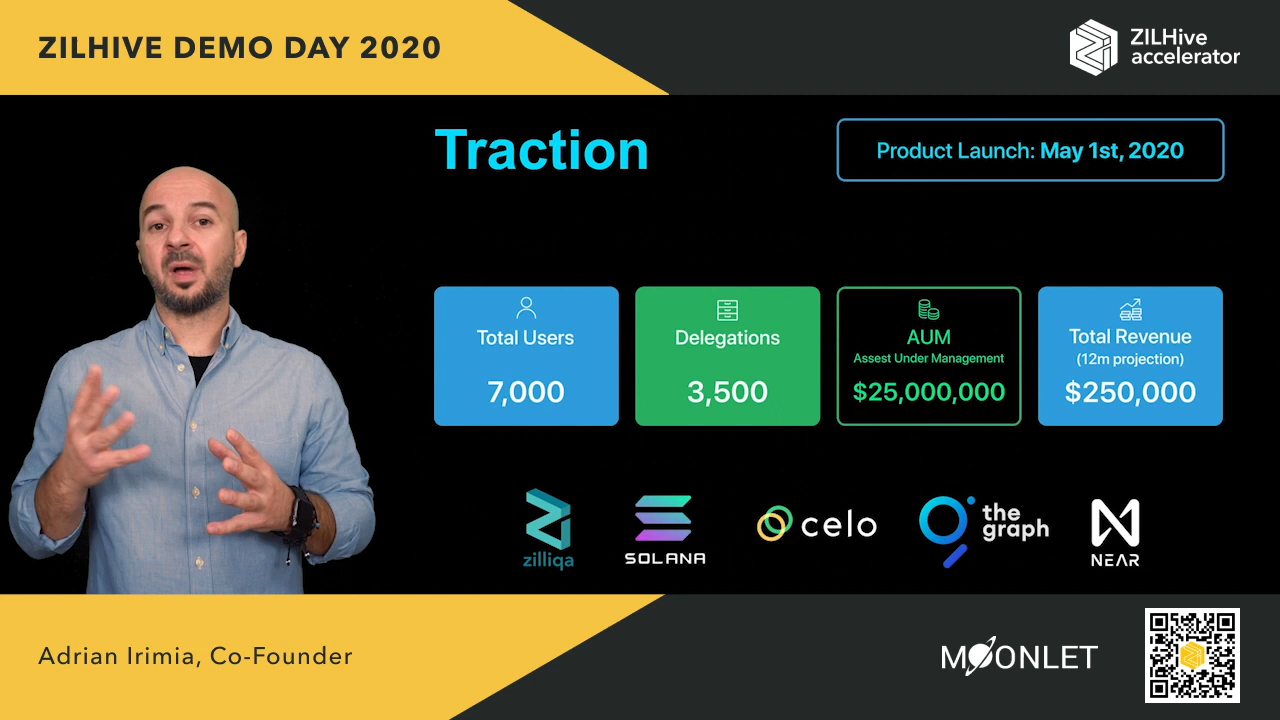 ZILHIVE DEMO DAY 2020
ZILHive
accelerator
Traction
Product Launch: May 1st, 2020
Total Users
7,000
Delegations
3,500
AUM
Assest Under Management
$25,000,000
Total Revenue
(12m projection)
$250,000
zilliqa
SOLANA
celo
the
graph
NEAR
Adrian Irimia, Co-Founder
MOONLET